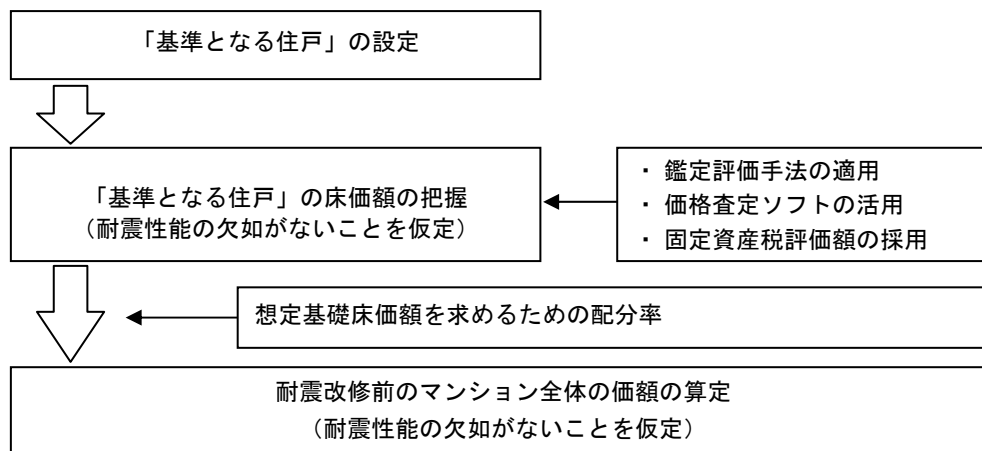 「基準となる住戸」の設定
「基準となる住戸」の床価額の把握
（耐震性能の欠如がないことを仮定）
・ 鑑定評価手法の適用
・ 価格査定ソフトの活用
・ 固定資産税評価額の採用
想定基礎床価額を求めるための配分率
耐震改修前のマンション全体の価額の算定
（耐震性能の欠如がないことを仮定）